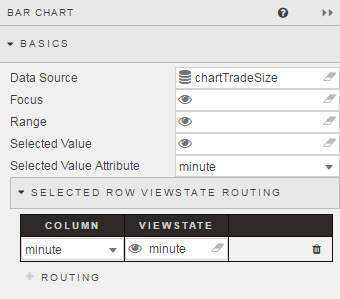 BAR CHART
BASICS
Data Source chartTradeSize
Focus
Range
Selected Value
Selected Value Attribute minute
SELECTED ROW VIEWSTATE ROUTING
COLUMN VIEWSTATE
minute minute
+ ROUTING